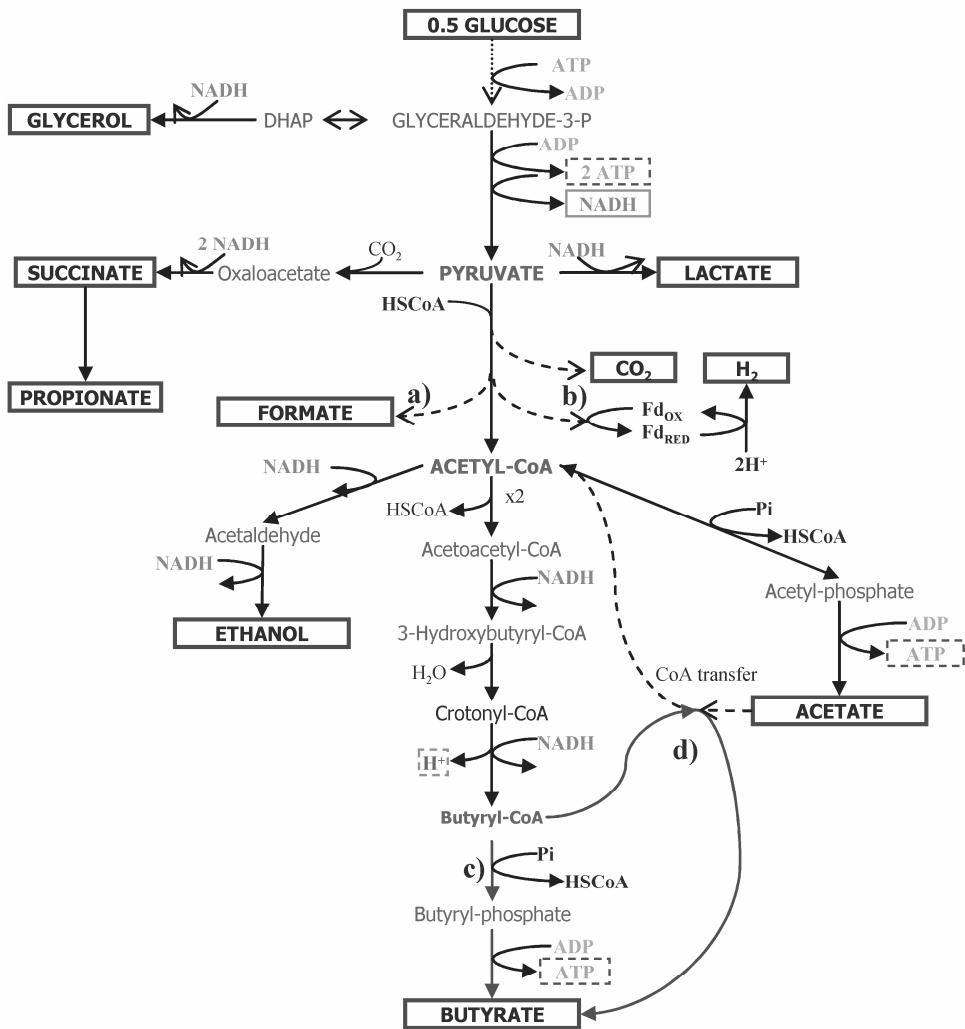 0.5 GLUCOSE
ATP
ADP
NADH
GLYCEROL
DHAP
GLYCERALDEHYDE-3-P
ADP
2 ATP
NADH
2 NADH
CO₂
NADH
SUCCINATE
Oxaloacetate
PYRUVATE
LACTATE
HSCoA
CO₂
H₂
PROPIONATE
a)
b)
FORMATE
Fd_OX
Fd_RED
2H⁺
NADH
ACETYL-CoA
x2
HSCoA
Pi
HSCoA
Acetaldehyde
Acetoacetyl-CoA
NADH
NADH
Acetyl-phosphate
ETHANOL
3-Hydroxybutyryl-CoA
ADP
ATP
H₂O
CoA transfer
Crotonyl-CoA
ACETATE
NADH
H⁺
d)
Butyryl-CoA
c)
Pi
HSCoA
Butyryl-phosphate
ADP
ATP
BUTYRATE